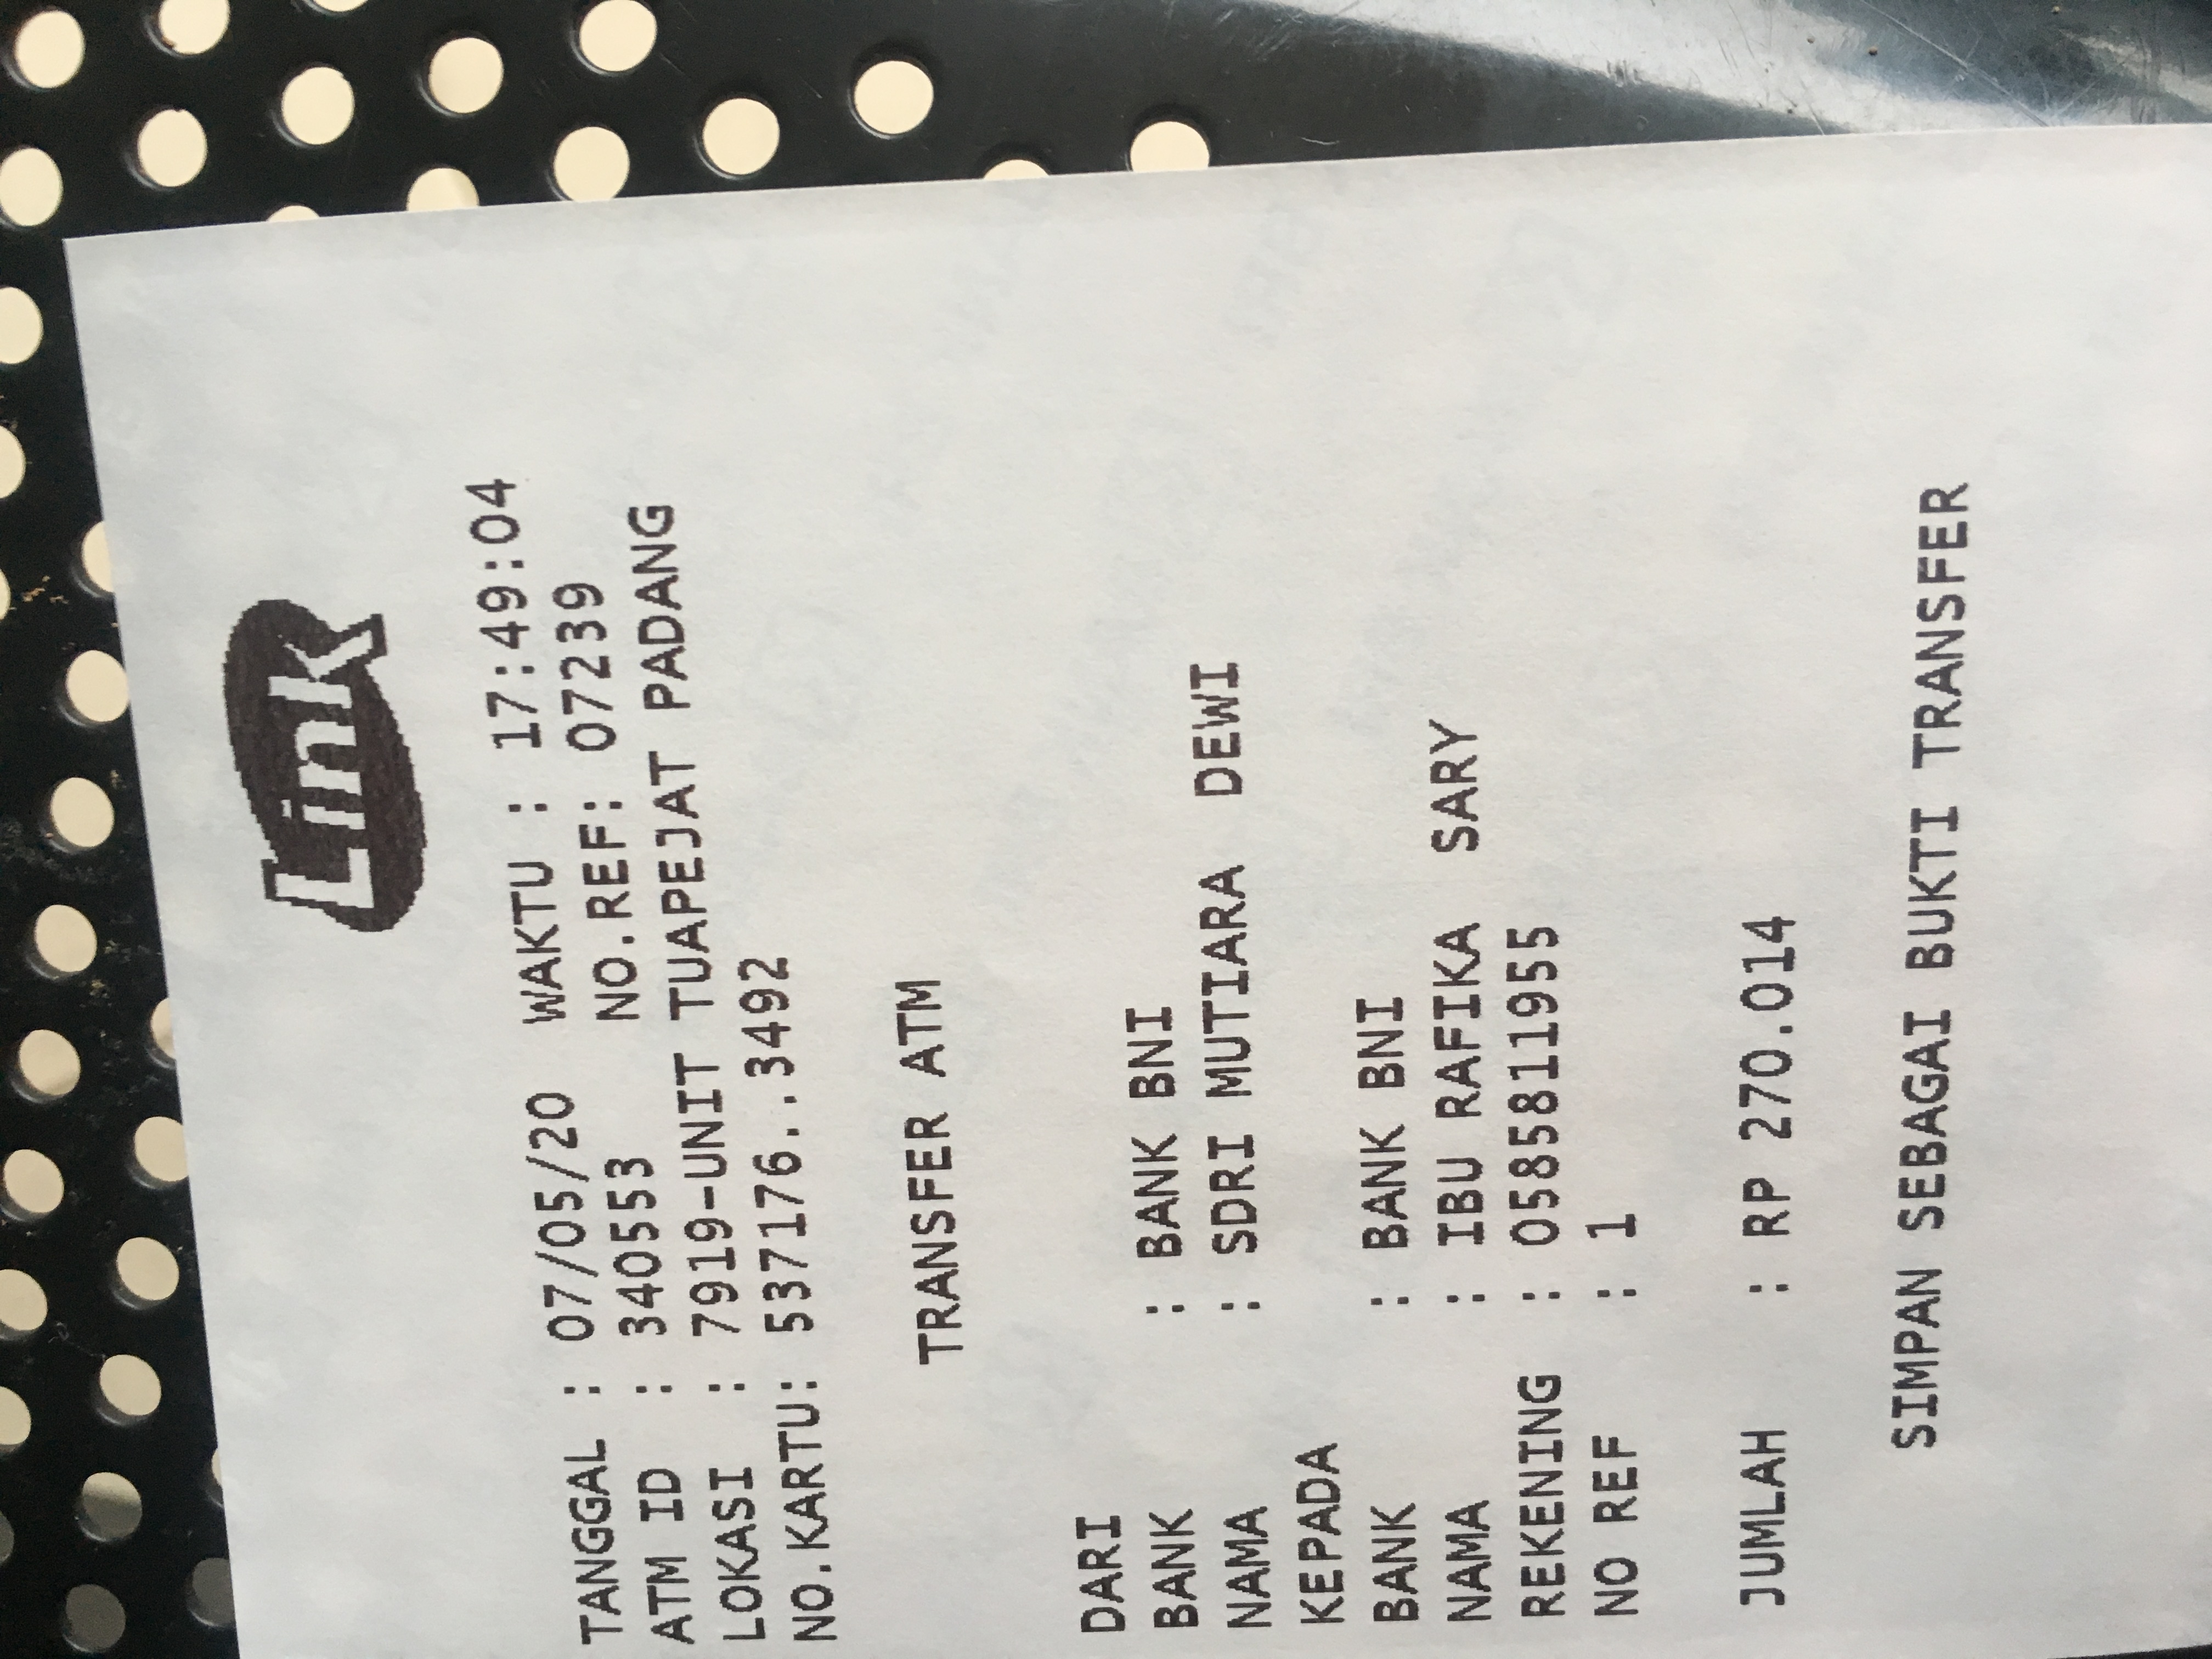 Link
TANGGAL : 07/05/20 WAKTU : 17:49:04
ATM ID : 340553 NO.REF: 07239
LOKASI : 7919-UNIT TUAPEJAT PADANG
NO.KARTU: 537176..3492
TRANSFER ATM
DARI
BANK : BANK BNI
NAMA : SDRI MUTIARA DEWI
KEPADA
BANK : BANK BNI
NAMA : IBU RAFIKA SARY
REKENING : 0585811955
NO REF : 1
JUMLAH : RP 270.014
SIMPAN SEBAGAI BUKTI TRANSFER